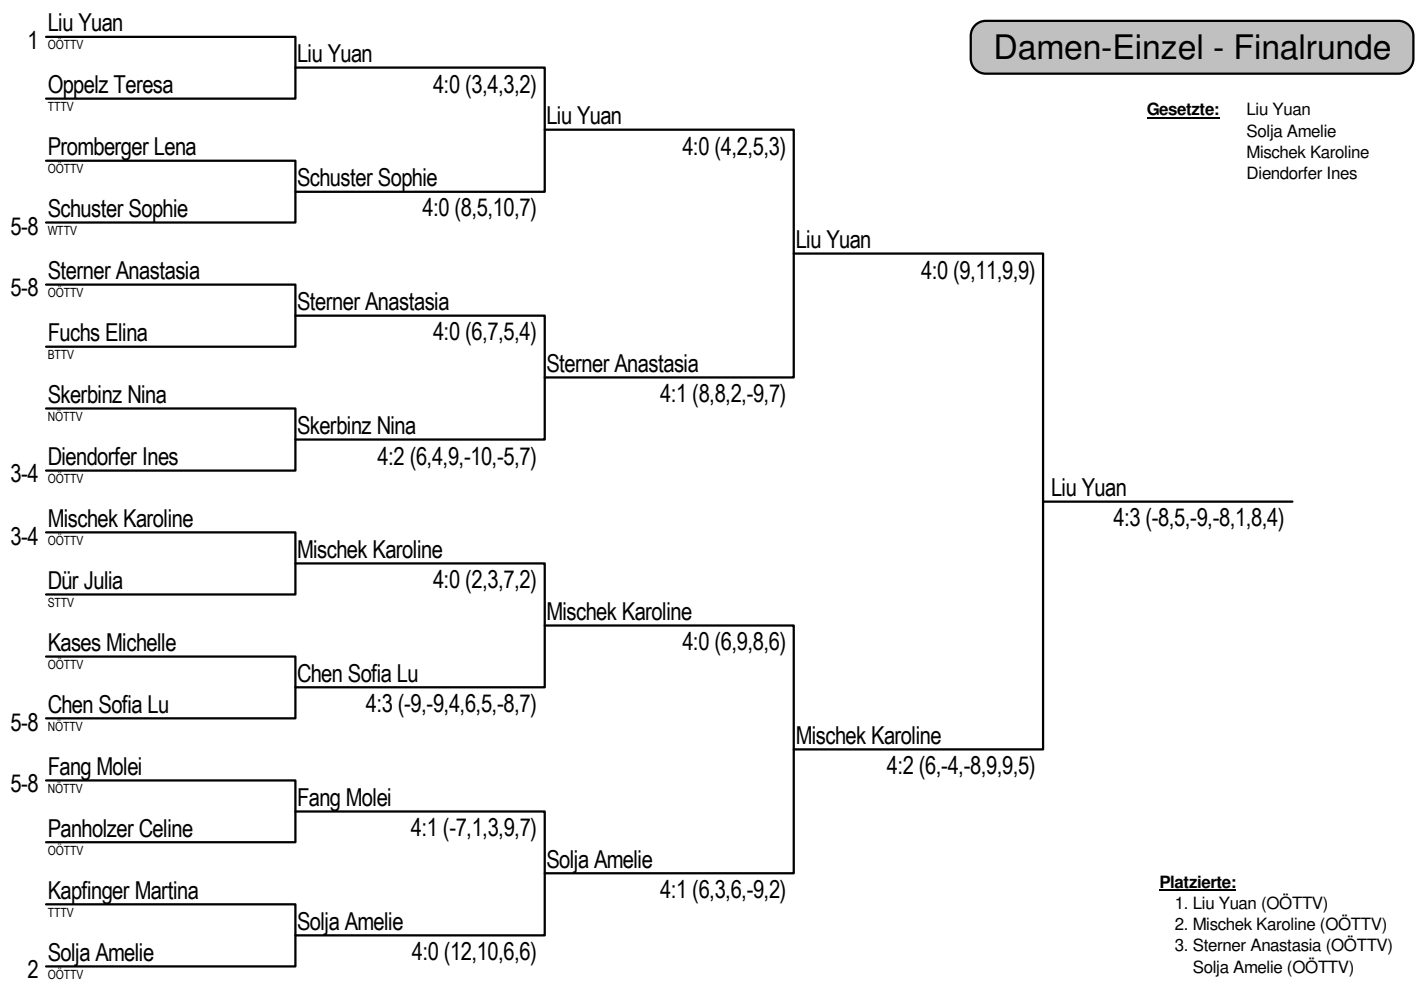 Damen-Einzel - Finalrunde
Gesetzte: Liu Yuan
Solja Amelie
Mischek Karoline
Diendorfer Ines
1 Liu Yuan
OÖTTV
Oppelz Teresa
TTTV
Promberger Lena
OÖTTV
5-8 Schuster Sophie
WTTV
5-8 Sterner Anastasia
OÖTTV
Fuchs Elina
BTTV
Skerbinz Nina
NÖTTV
3-4 Diendorfer Ines
OÖTTV
3-4 Mischek Karoline
OÖTTV
Dür Julia
STTV
Kases Michelle
OÖTTV
5-8 Chen Sofia Lu
NÖTTV
5-8 Fang Molei
NÖTTV
Panholzer Celine
OÖTTV
Kapfinger Martina
TTTV
2 Solja Amelie
OÖTTV
Liu Yuan
4:0 (3,4,3,2)
Schuster Sophie
4:0 (8,5,10,7)
Sterner Anastasia
4:0 (6,7,5,4)
Skerbinz Nina
4:2 (6,4,9,-10,-5,7)
Mischek Karoline
4:0 (2,3,7,2)
Chen Sofia Lu
4:3 (-9,-9,4,6,5,-8,7)
Fang Molei
4:1 (-7,1,3,9,7)
Solja Amelie
4:0 (12,10,6,6)
Liu Yuan
4:0 (4,2,5,3)
Sterner Anastasia
4:1 (8,8,2,-9,7)
Mischek Karoline
4:0 (6,9,8,6)
Solja Amelie
4:1 (6,3,6,-9,2)
Liu Yuan
4:0 (9,11,9,9)
Mischek Karoline
4:2 (6,-4,-8,9,9,5)
Liu Yuan
4:3 (-8,5,-9,-8,1,8,4)
Platzierte:
1. Liu Yuan (OÖTTV)
2. Mischek Karoline (OÖTTV)
3. Sterner Anastasia (OÖTTV)
Solja Amelie (OÖTTV)